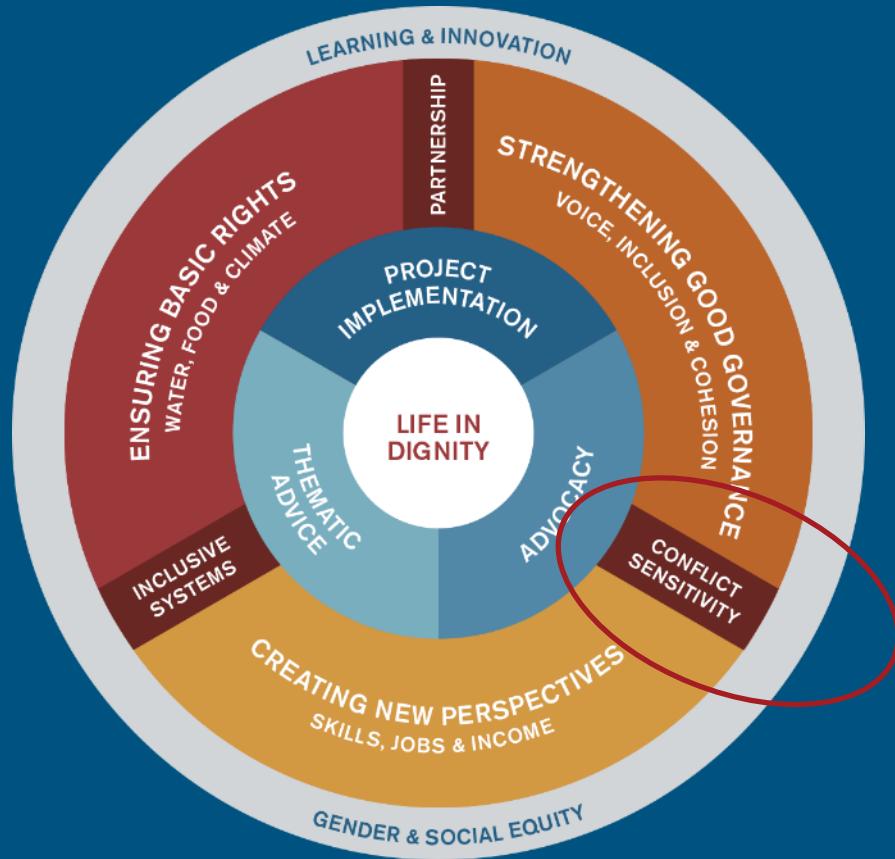 LEARNING & INNOVATION
PARTNERSHIP
ENSURING BASIC RIGHTS
WATER, FOOD & CLIMATE
STRENGTHENING GOOD GOVERNANCE
VOICE, INCLUSION & COHESION
PROJECT
IMPLEMENTATION
LIFE IN
DIGNITY
THEMATIC
ADVICE
ADVOCACY
INCLUSIVE
SYSTEMS
CONFLICT
SENSITIVITY
CREATING NEW PERSPECTIVES
SKILLS, JOBS & INCOME
GENDER & SOCIAL EQUITY